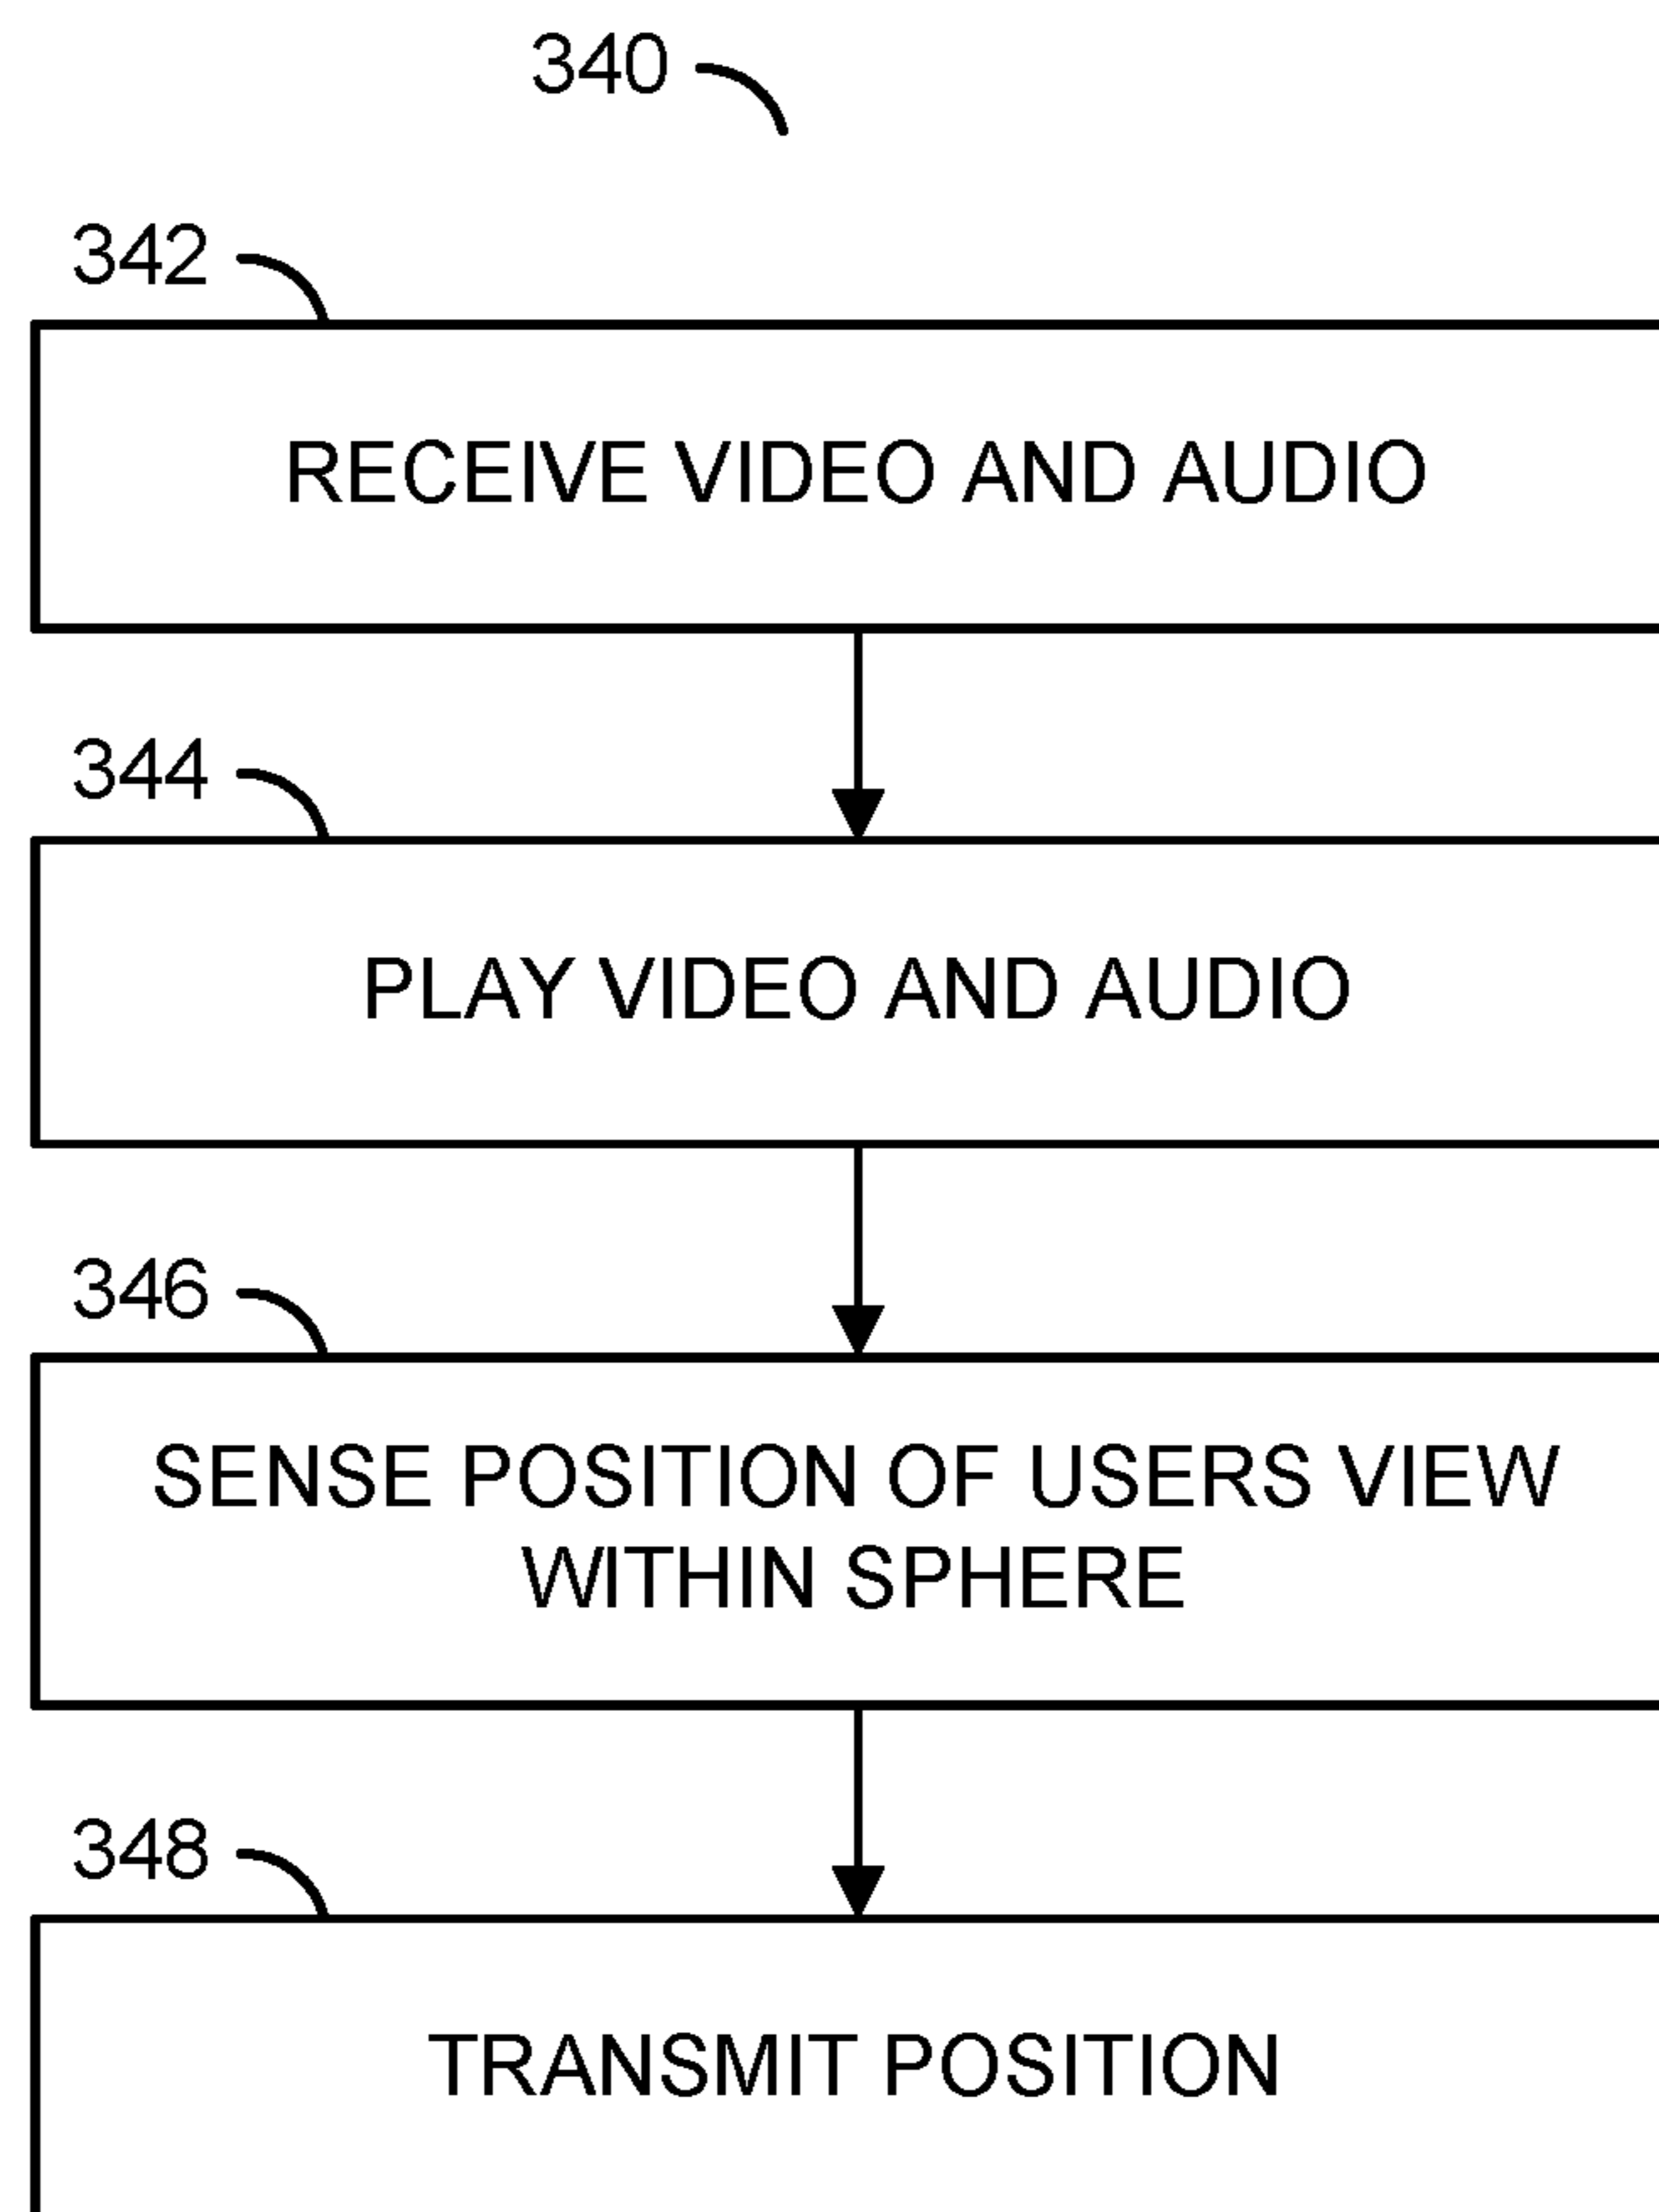 340
342
RECEIVE VIDEO AND AUDIO
344
PLAY VIDEO AND AUDIO
346
SENSE POSITION OF USERS VIEW
WITHIN SPHERE
348
TRANSMIT POSITION